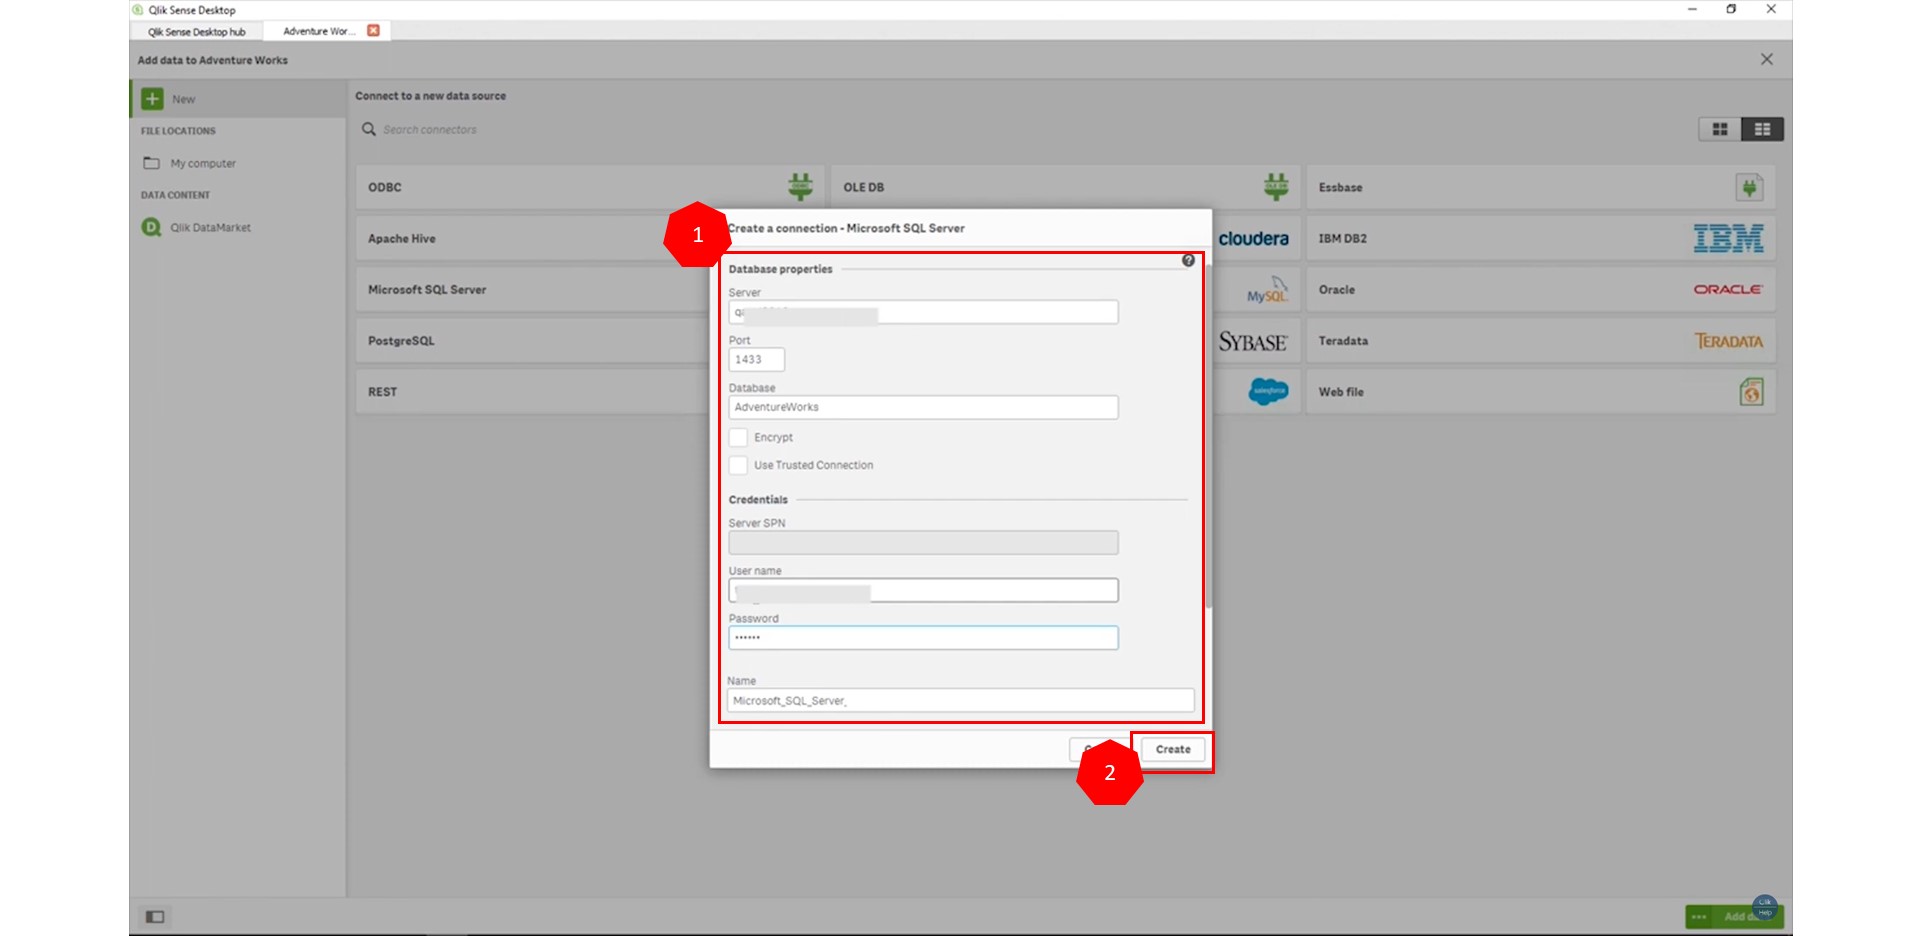 Qlik Sense Desktop
Qlik Sense Desktop hub
Adventure Wor...
Add data to Adventure Works
New
Connect to a new data source
FILE LOCATIONS
Search connectors
My computer
DATA CONTENT
Qlik DataMarket
ODBC
OLE DB
Essbase
Apache Hive
cloudera
IBM DB2
IBM
Microsoft SQL Server
MySQL
Oracle
ORACLE
PostgreSQL
SYBASE
Teradata
TERADATA
REST
salesforce
Web file
1
Create a connection - Microsoft SQL Server
Database properties
?
Server
Port
1433
Database
AdventureWorks
Encrypt
Use Trusted Connection
Credentials
Server SPN
User name
Password
••••••
Name
Microsoft_SQL_Server_
Create
2
Add
Qlik
Help